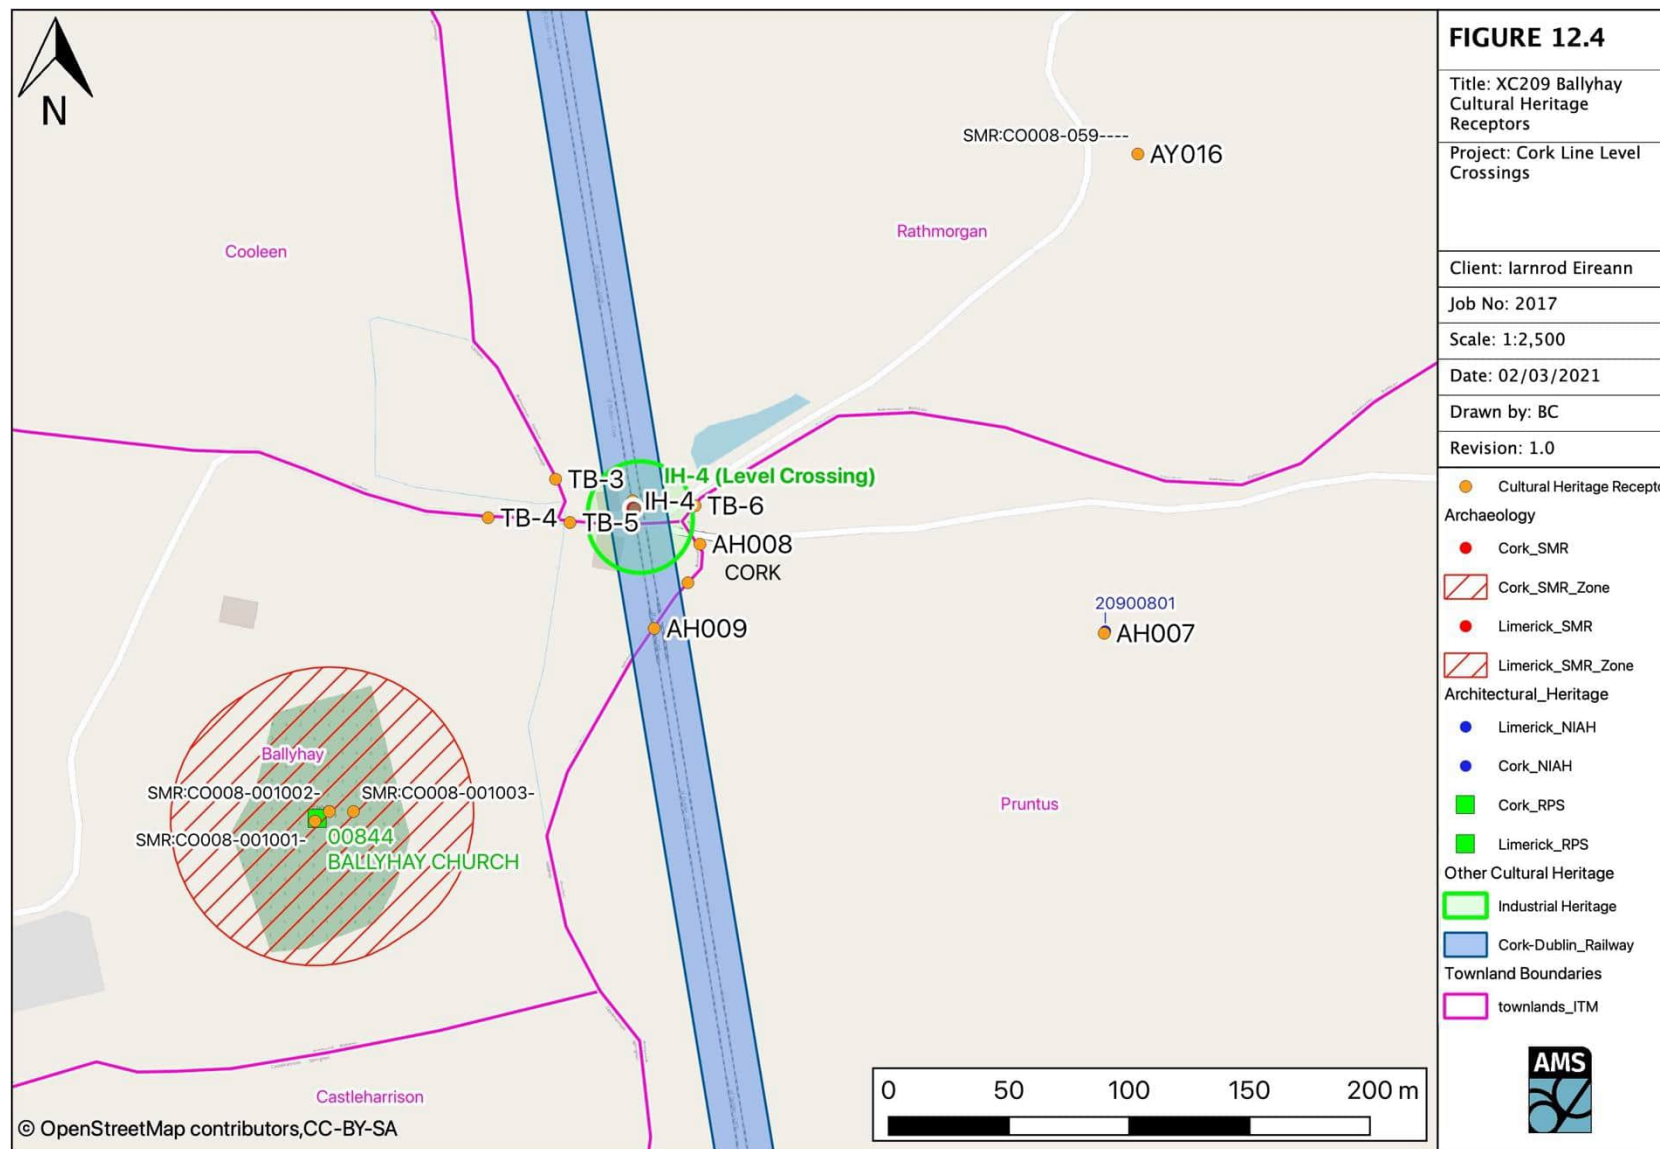 N
SMR:CO008-059----
AY016
Cooleen
Rathmorgan
TB-3
IH-4 (Level Crossing)
IH-4
TB-4
TB-5
TB-6
AH008
CORK
20900801
AH007
AH009
Ballyhay
SMR:CO008-001002-
SMR:CO008-001003-
SMR:CO008-001001-
00844
BALLYHAY CHURCH
Pruntus
Castleharrison
0 50 100 150 200 m
© OpenStreetMap contributors,CC-BY-SA
FIGURE 12.4
Title: XC209 Ballyhay
Cultural Heritage
Receptors
Project: Cork Line Level
Crossings
Client: Iarnrod Eireann
Job No: 2017
Scale: 1:2,500
Date: 02/03/2021
Drawn by: BC
Revision: 1.0
Cultural Heritage Recepto
Archaeology
Cork_SMR
Cork_SMR_Zone
Limerick_SMR
Limerick_SMR_Zone
Architectural_Heritage
Limerick_NIAH
Cork_NIAH
Cork_RPS
Limerick_RPS
Other Cultural Heritage
Industrial Heritage
Cork-Dublin_Railway
Townland Boundaries
townlands_ITM
AMS